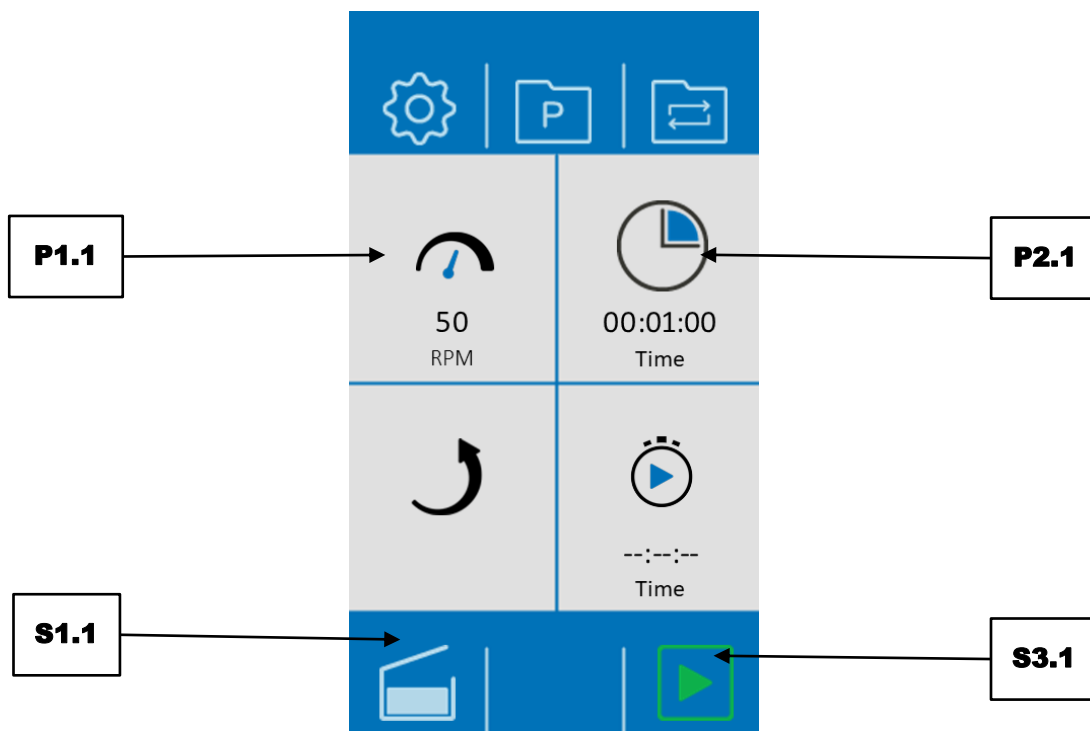 P
P1.1
P2.1
50
RPM
00:01:00
Time
--:--:--
Time
S1.1
S3.1